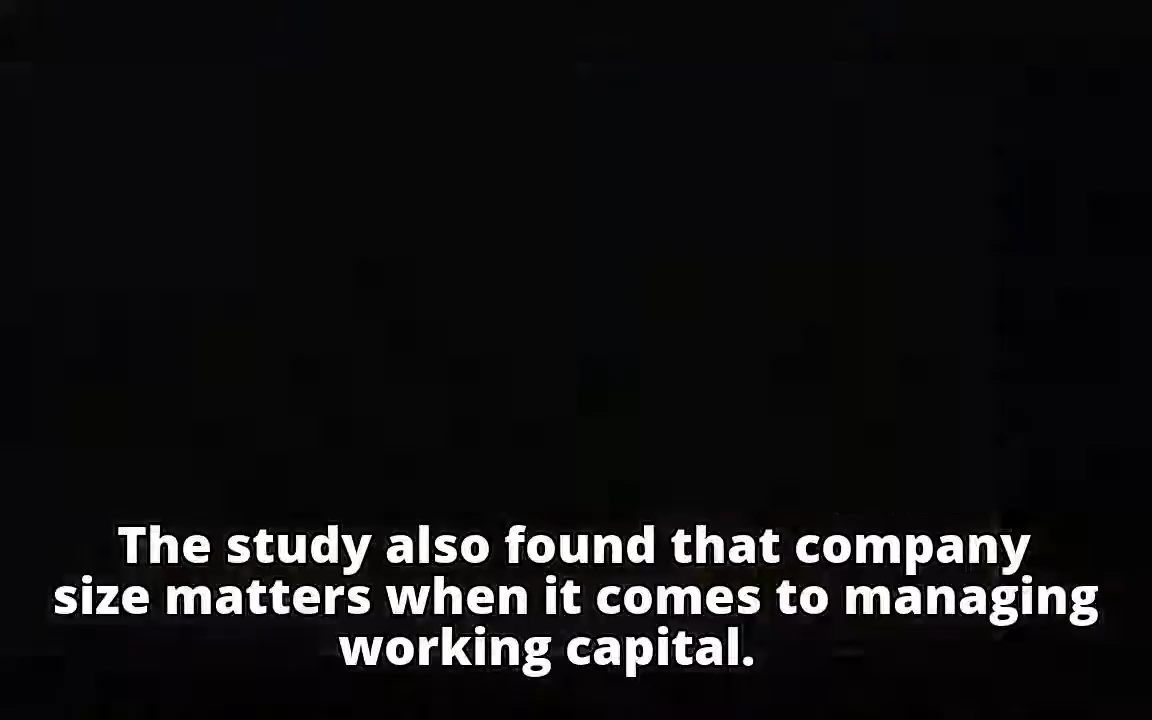 The study also found that company
size matters when it comes to managing
working capital.